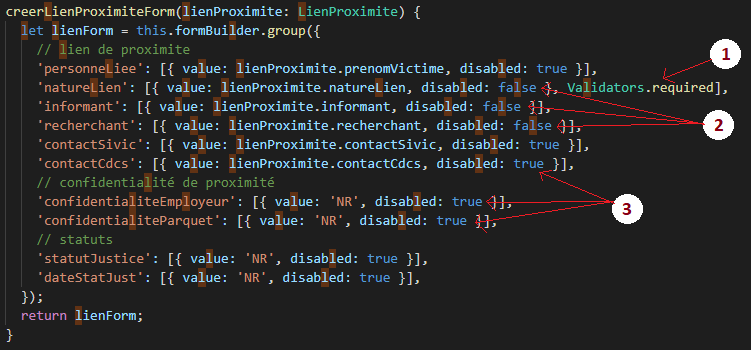 creerLienProximiteForm(lienProximite: LienProximite) {
let lienForm = this.formBuilder.group({
// lien de proximite
'personneLiee': [{ value: lienProximite.prenomVictime, disabled: true }],
'natureLien': [{ value: lienProximite.natureLien, disabled: false }, Validators.required],
'informant': [{ value: lienProximite.informant, disabled: false }],
'recherchant': [{ value: lienProximite.recherchant, disabled: false }],
'contactSivic': [{ value: lienProximite.contactSivic, disabled: true }],
'contactCdcs': [{ value: lienProximite.contactCdcs, disabled: true }],
// confidentialité de proximité
'confidentialiteEmployeur': [{ value: 'NR', disabled: true }],
'confidentialiteParquet': [{ value: 'NR', disabled: true }],
// statuts
'statutJustice': [{ value: 'NR', disabled: true }],
'dateStatJust': [{ value: 'NR', disabled: true }],
});
return lienForm;
}
1
2
3